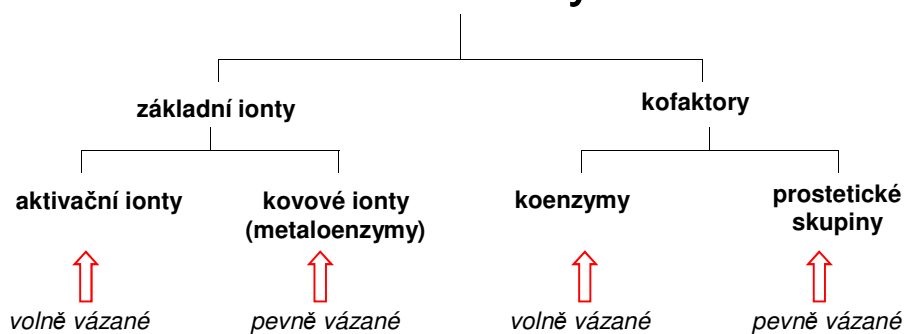 základní ionty
kofaktory
aktivační ionty
kovové ionty
(metaloenzymy)
koenzymy
prostetické
skupiny
volně vázané
pevně vázané
volně vázané
pevně vázané